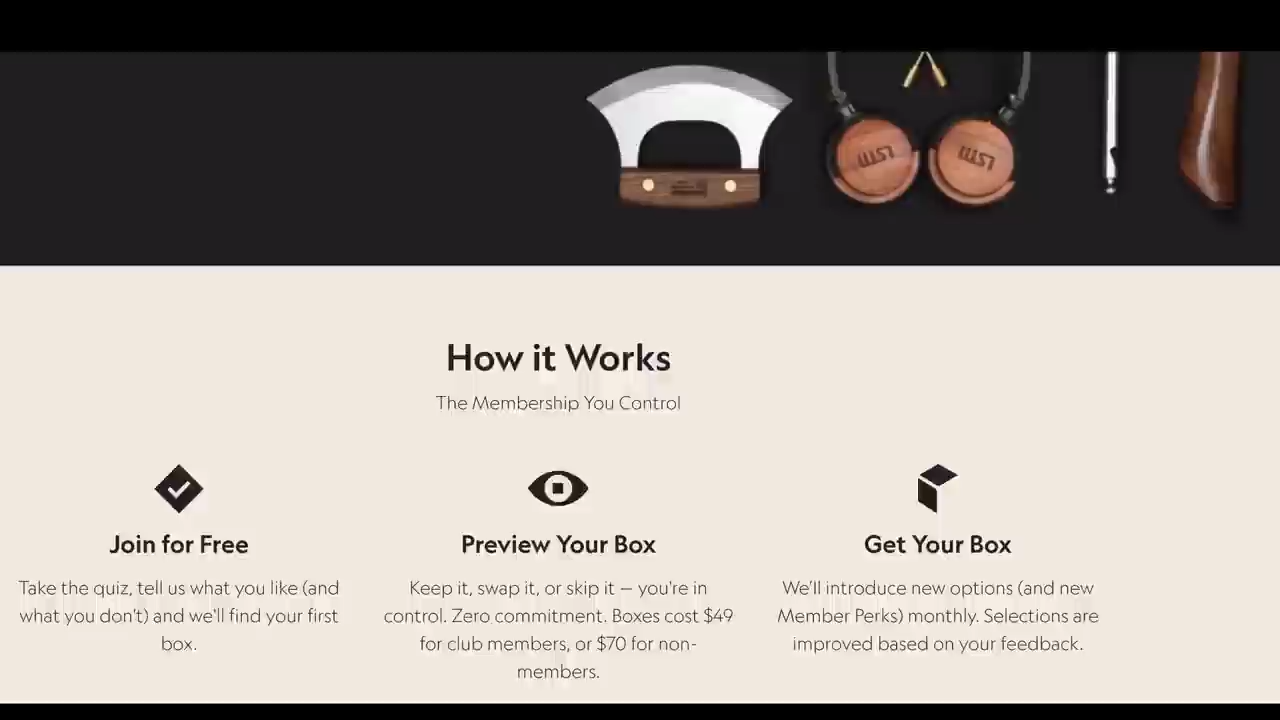 How it Works
The Membership You Control
Join for Free
Take the quiz, tell us what you like (and
what you don't) and we'll find your first
box.
Preview Your Box
Keep it, swap it, or skip it – you're in
control. Zero commitment. Boxes cost $49
for club members, or $70 for non-
members.
Get Your Box
We'll introduce new options (and new
Member Perks) monthly. Selections are
improved based on your feedback.